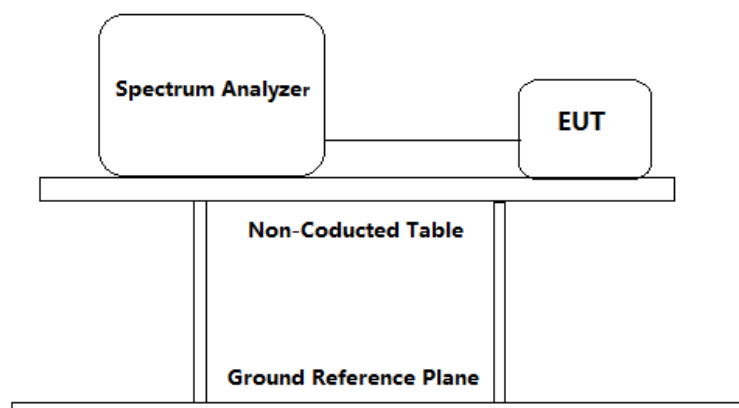 Spectrum Analyzer
EUT
Non-Coducted Table
Ground Reference Plane